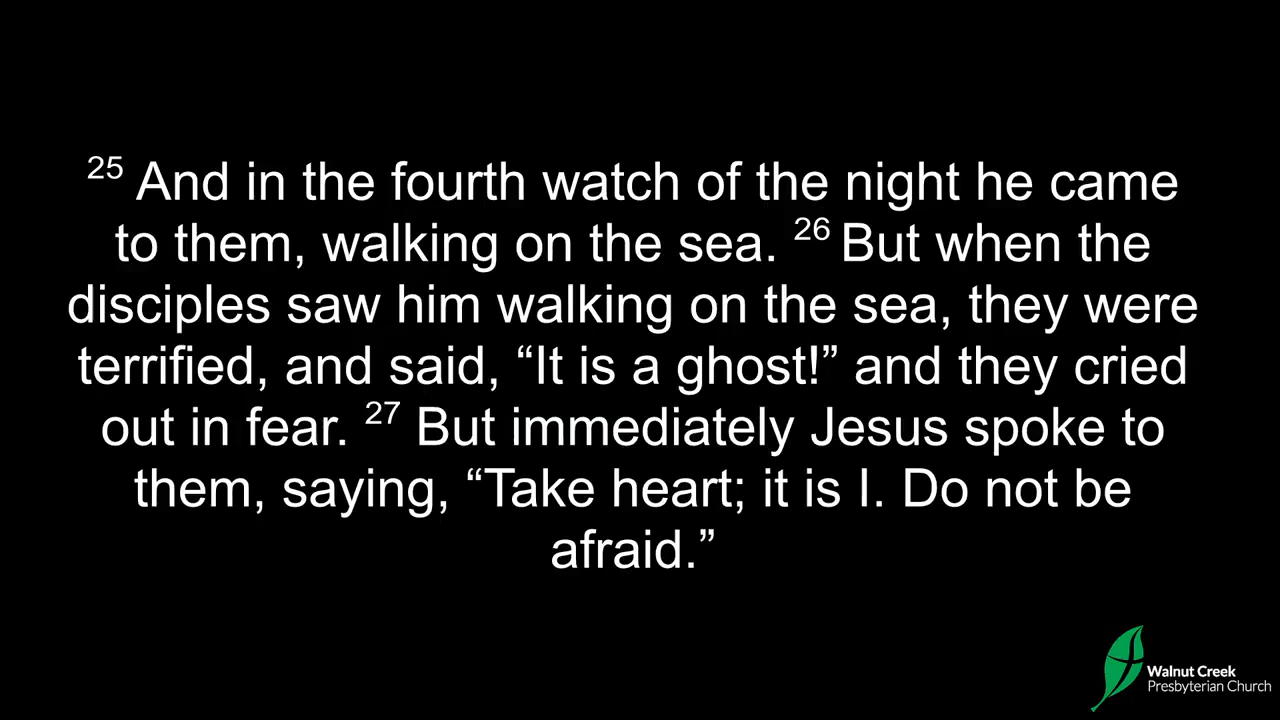 25 And in the fourth watch of the night he came
to them, walking on the sea. 26 But when the
disciples saw him walking on the sea, they were
terrified, and said, “It is a ghost!” and they cried
out in fear. 27 But immediately Jesus spoke to
them, saying, “Take heart; it is I. Do not be
afraid.”
Walnut Creek
Presbyterian Church